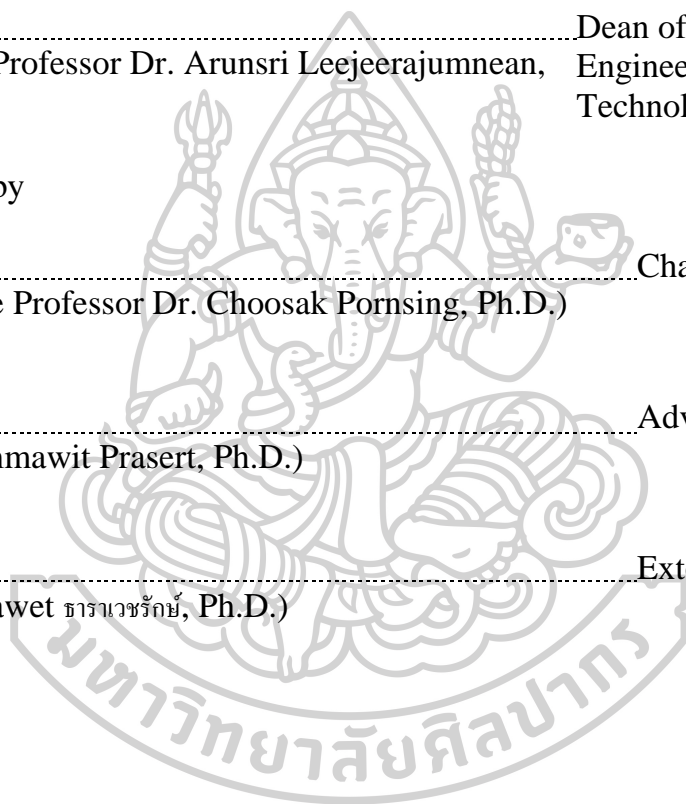 Dean of
Professor Dr. Arunsri Leejeerajumnean,
Enginee
Technol
by
Cha
e Professor Dr. Choosak Pornsing, Ph.D.)
Adv
nmawit Prasert, Ph.D.)
Exte
awet ธาราเวชรักษ์, Ph.D.)
มหาวิทยาลัยศิลปากร